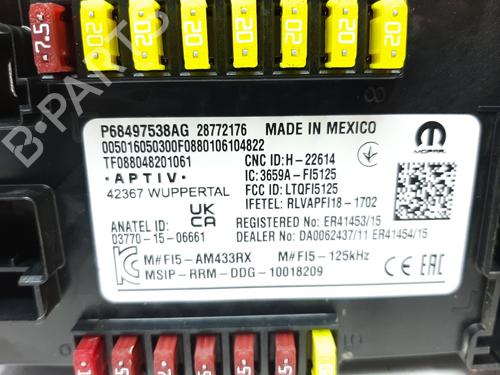 7.5 20 20 20 20 20 20
P68497538AG 28772176 MADE IN MEXICO
005016050300F0880106104822
TF088048201061
CNC ID:H-22614
• A P T I V •
IC:3659A-FI5125
MOPAR
42367 WUPPERTAL
FCC ID:LTQFI5125
IFETEL: RLVAPFI18-1702
UK
CA
ANATEL ID:
03770-15-06661
REGISTERED No: ER41453/15
DEALER No: DA0062437/11 ER41454/15
M#FI5-AM433RX M#FI5-125kHz
MSIP-RRM-DDG-10018209
CE EAC
B-PARTS